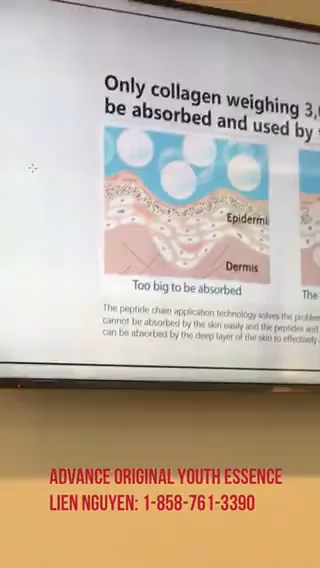 Only collagen weighing 3,
be absorbed and used by
Epidermi
Dermis
Too big to be absorbed
The
The peptide chain application technology solves the problem
cannot be absorbed by the skin easily and the peptides and
can be absorbed by the deep layer of the skin to effectively
ADVANCE ORIGINAL YOUTH ESSENCE
LIEN NGUYEN: 1-858-761-3390